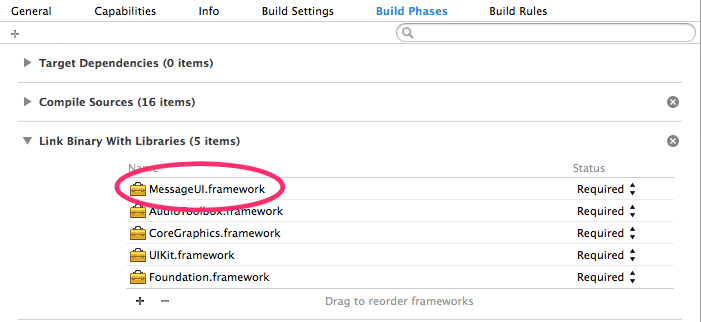 General Capabilities Info Build Settings Build Phases Build Rules
+
Target Dependencies (0 items)
Compile Sources (16 items)
Link Binary With Libraries (5 items)
Name Status
MessageUI.framework Required
AudioToolbox.framework Required
CoreGraphics.framework Required
UIKit.framework Required
Foundation.framework Required
+ − Drag to reorder frameworks